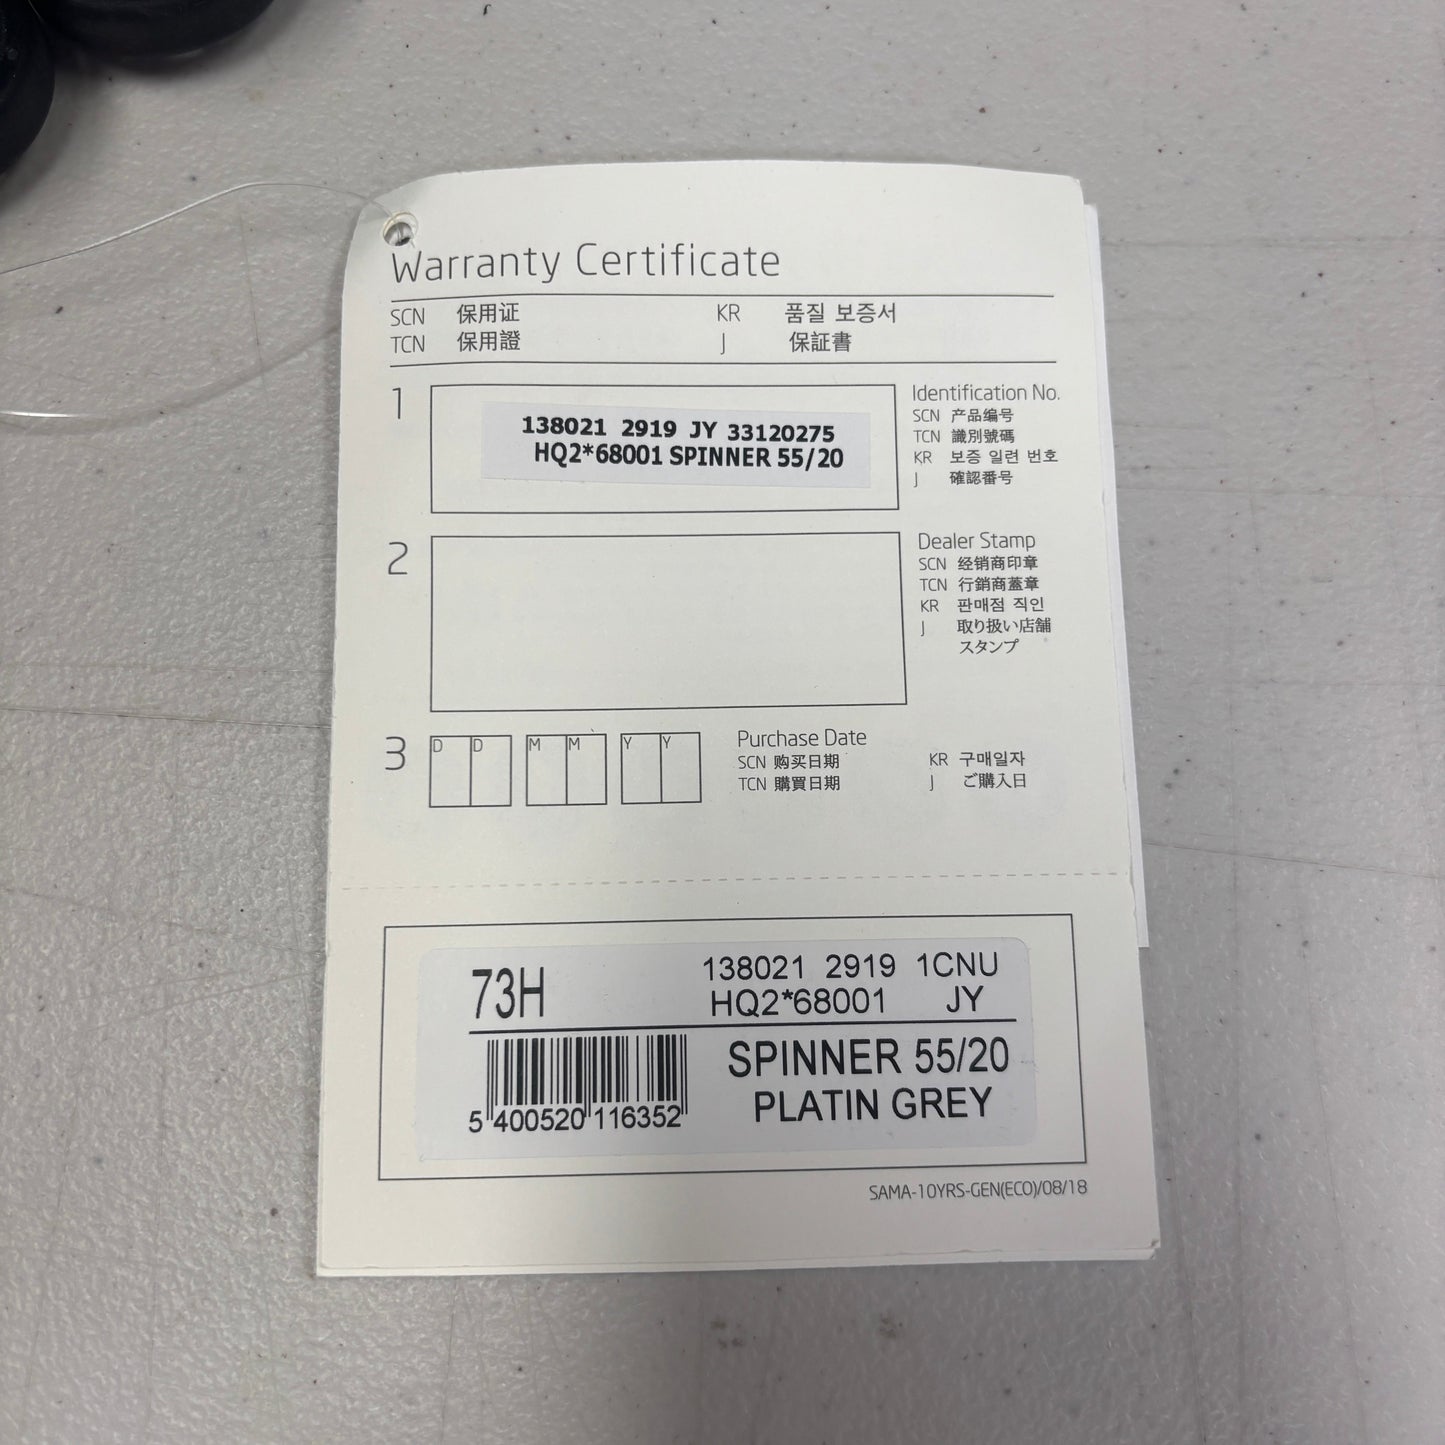 Warranty Certificate
SCN 保用证 KR 품질 보증서
TCN 保用證 J 保証書
1
138021 2919 JY 33120275
HQ2*68001 SPINNER 55/20
Identification No.
SCN 产品编号
TCN 識別號碼
KR 보증 일련 번호
J 確認番号
2
Dealer Stamp
SCN 经销商印章
TCN 行銷商蓋章
KR 판매점 직인
J 取り扱い店舗
スタンプ
3
D D M M Y Y
Purchase Date
SCN 购买日期 KR 구매일자
TCN 購買日期 J ご購入日
73H
138021 2919 1CNU
HQ2*68001 JY
SPINNER 55/20
PLATIN GREY
5 400520 116352
SAMA-10YRS-GEN(ECO)/08/18